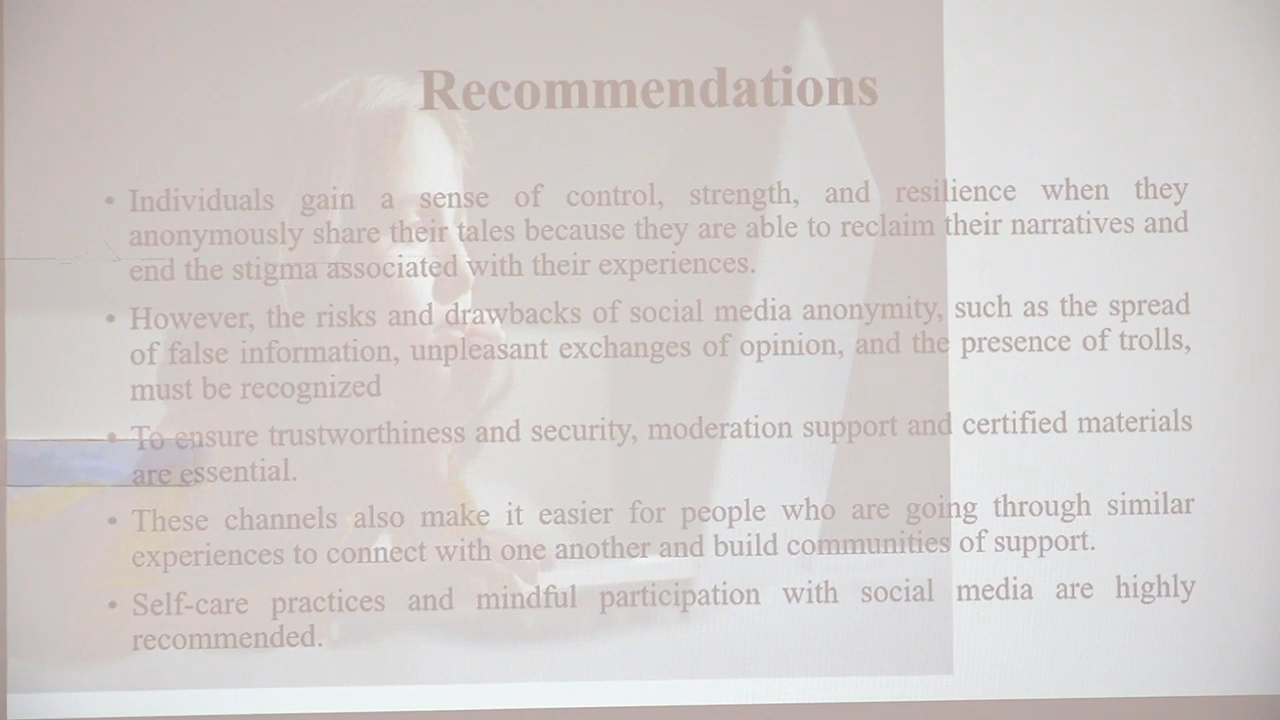 Recommendations
• Individuals gain a sense of control, strength, and resilience when they
anonymously share their tales because they are able to reclaim their narratives and
end the stigma associated with their experiences.
• However, the risks and drawbacks of social media anonymity, such as the spread
of false information, unpleasant exchanges of opinion, and the presence of trolls,
must be recognized
• To ensure trustworthiness and security, moderation support and certified materials
are essential.
• These channels also make it easier for people who are going through similar
experiences to connect with one another and build communities of support.
• Self-care practices and mindful participation with social media are highly
recommended.